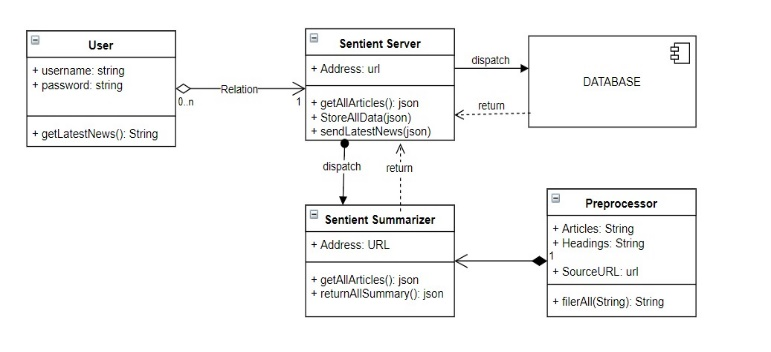 User
+ username: string
+ password: string
+ getLatestNews(): String
0..n
Relation
1
Sentient Server
+ Address: url
+ getAllArticles(): json
+ StoreAllData(json)
+ sendLatestNews(json)
dispatch
return
DATABASE
dispatch
return
Sentient Summarizer
+ Address: URL
+ getAllArticles(): json
+ returnAllSummary(): json
Preprocessor
+ Articles: String
+ Headings: String
1
+ SourceURL: url
+ filerAll(String): String